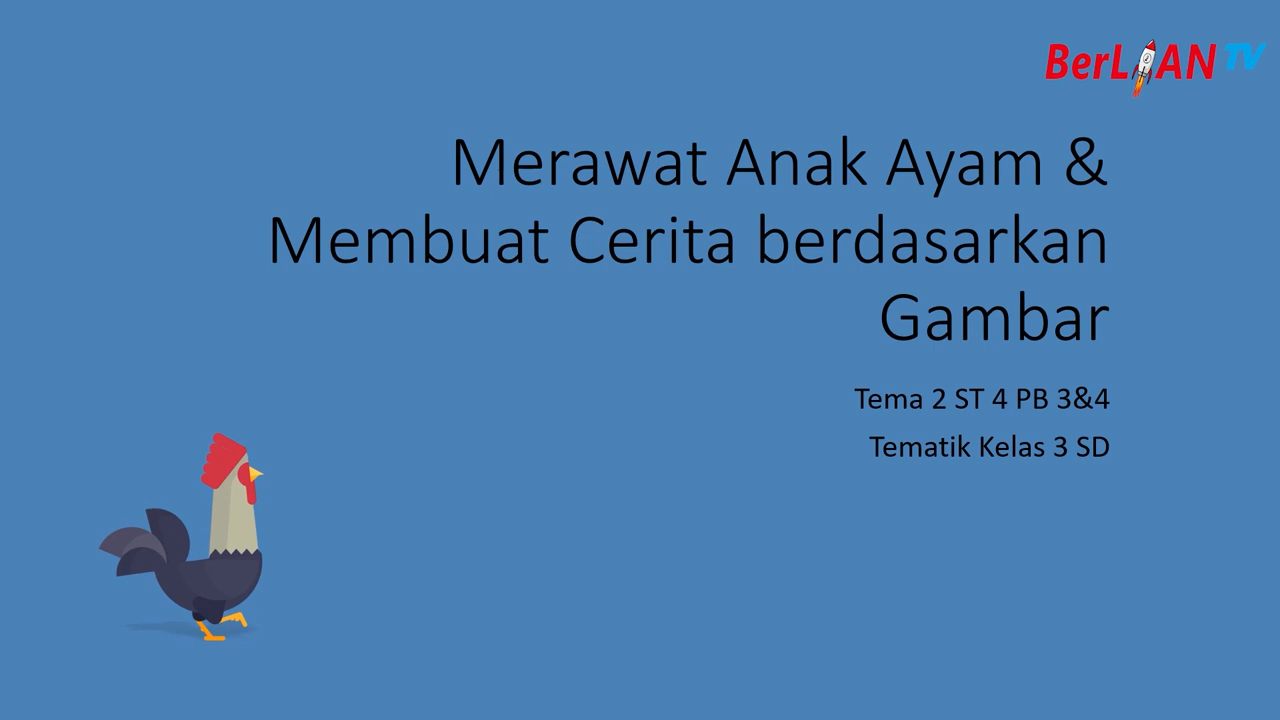 BerLIAN TV
Merawat Anak Ayam &
Membuat Cerita berdasarkan
Gambar
Tema 2 ST 4 PB 3&4
Tematik Kelas 3 SD